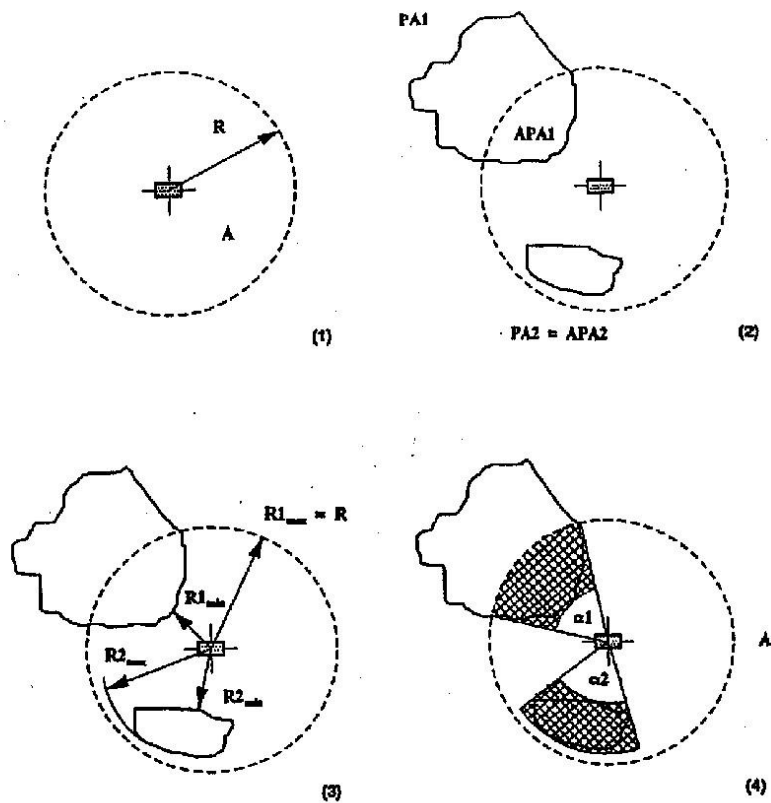 R
A
(1)
PA1
APA1
PA2 = APA2
(2)
R1max = R
R1min
R2max
R2min
(3)
α1
α2
A
(4)